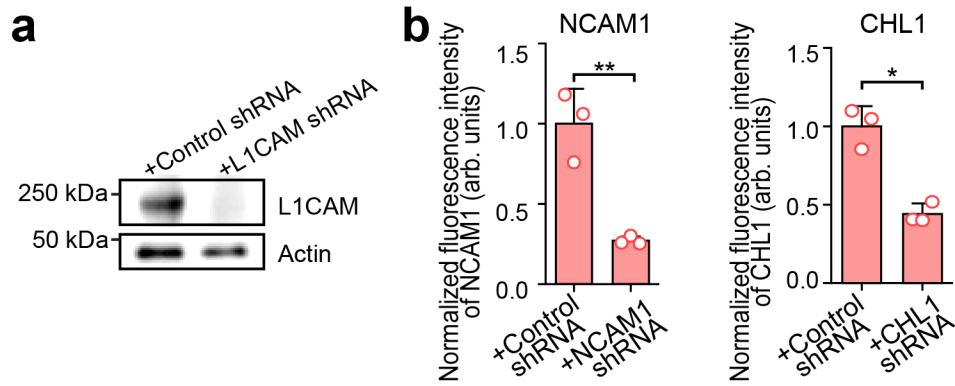 a
+Control shRNA
+L1CAM shRNA
250 kDa
L1CAM
50 kDa
Actin
b
NCAM1
Normalized fluorescence intensity
of NCAM1 (arb. units)
1.5
1.0
0.5
0.0
**
+Control
shRNA
+NCAM1
shRNA
CHL1
Normalized fluorescence intensity
of CHL1 (arb. units)
1.5
1.0
0.5
0.0
*
+Control
shRNA
+CHL1
shRNA